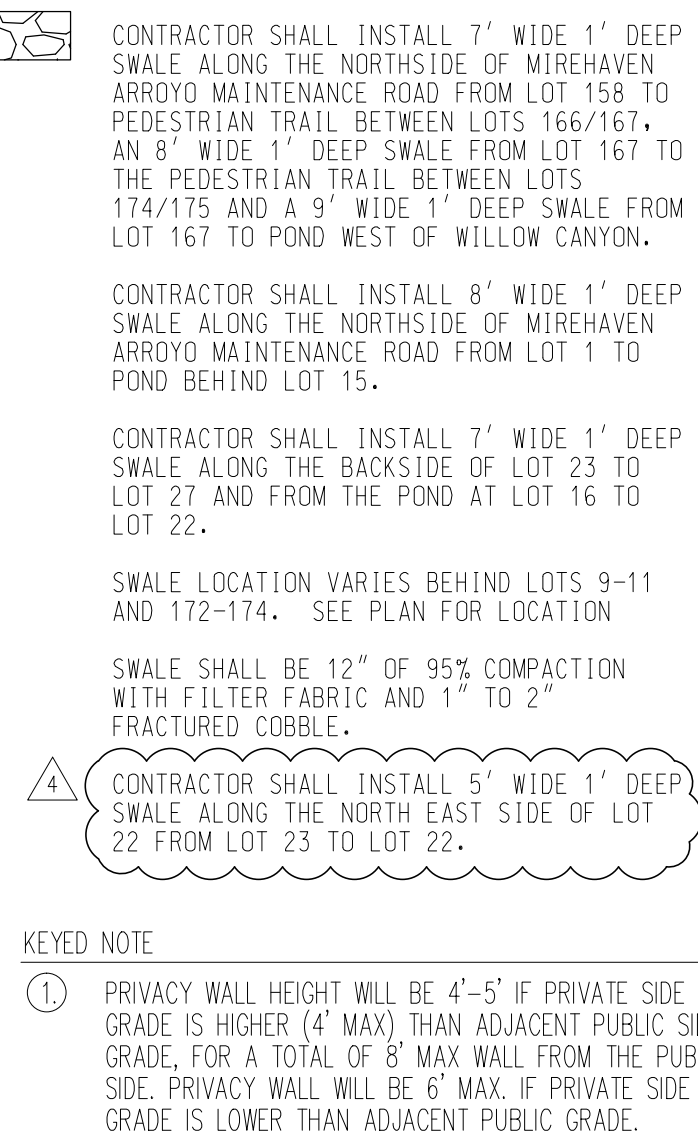 CONTRACTOR SHALL INSTALL 7' WIDE 1' DEEP
SWALE ALONG THE NORTHSIDE OF MIREHAVEN
ARROYO MAINTENANCE ROAD FROM LOT 158 TO
PEDESTRIAN TRAIL BETWEEN LOTS 166/167,
AN 8' WIDE 1' DEEP SWALE FROM LOT 167 TO
THE PEDESTRIAN TRAIL BETWEEN LOTS
174/175 AND A 9' WIDE 1' DEEP SWALE FROM
LOT 167 TO POND WEST OF WILLOW CANYON.
CONTRACTOR SHALL INSTALL 8' WIDE 1' DEEP
SWALE ALONG THE NORTHSIDE OF MIREHAVEN
ARROYO MAINTENANCE ROAD FROM LOT 1 TO
POND BEHIND LOT 15.
CONTRACTOR SHALL INSTALL 7' WIDE 1' DEEP
SWALE ALONG THE BACKSIDE OF LOT 23 TO
LOT 27 AND FROM THE POND AT LOT 16 TO
LOT 22.
SWALE LOCATION VARIES BEHIND LOTS 9-11
AND 172-174. SEE PLAN FOR LOCATION
SWALE SHALL BE 12" OF 95% COMPACTION
WITH FILTER FABRIC AND 1" TO 2"
FRACTURED COBBLE.
4 CONTRACTOR SHALL INSTALL 5' WIDE 1' DEEP
SWALE ALONG THE NORTH EAST SIDE OF LOT
22 FROM LOT 23 TO LOT 22.
KEYED NOTE
1. PRIVACY WALL HEIGHT WILL BE 4'-5' IF PRIVATE SIDE
GRADE IS HIGHER (4' MAX) THAN ADJACENT PUBLIC
GRADE, FOR A TOTAL OF 8' MAX WALL FROM THE
SIDE. PRIVACY WALL WILL BE 6' MAX. IF PRIVATE SIDE
GRADE IS LOWER THAN ADJACENT PUBLIC GRADE.